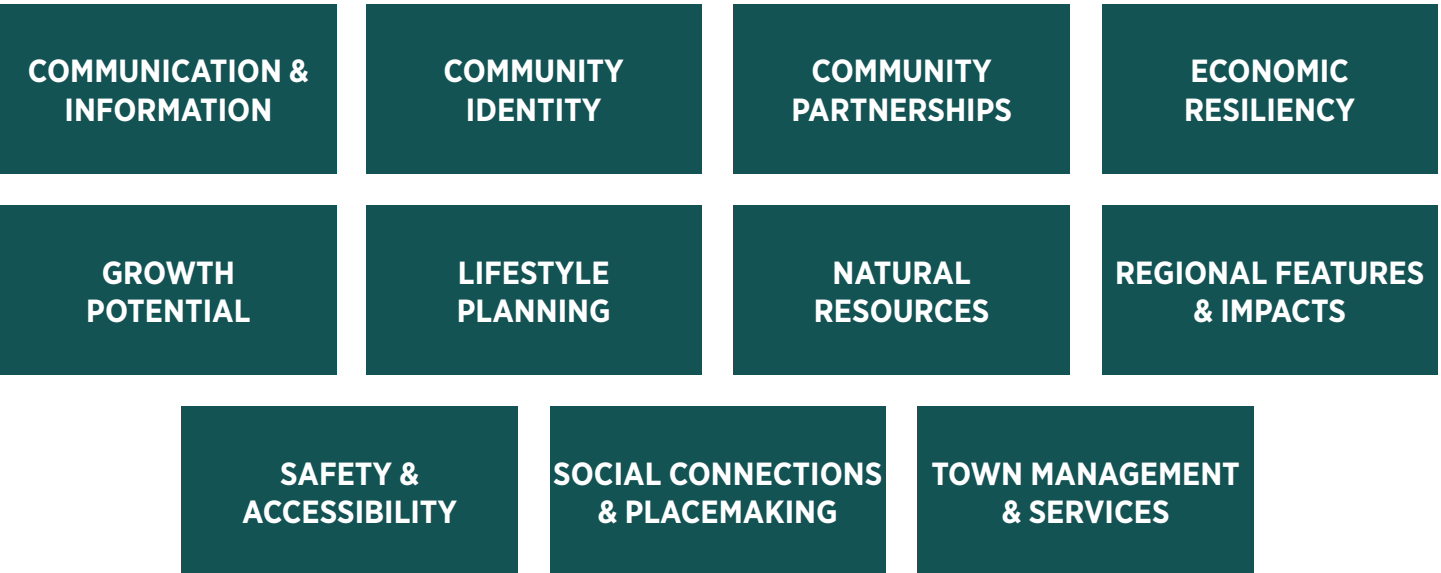 COMMUNICATION &
INFORMATION
COMMUNITY
IDENTITY
COMMUNITY
PARTNERSHIPS
ECONOMIC
RESILIENCY
GROWTH
POTENTIAL
LIFESTYLE
PLANNING
NATURAL
RESOURCES
REGIONAL FEATURES
& IMPACTS
SAFETY &
ACCESSIBILITY
SOCIAL CONNECTIONS
& PLACEMAKING
TOWN MANAGEMENT
& SERVICES